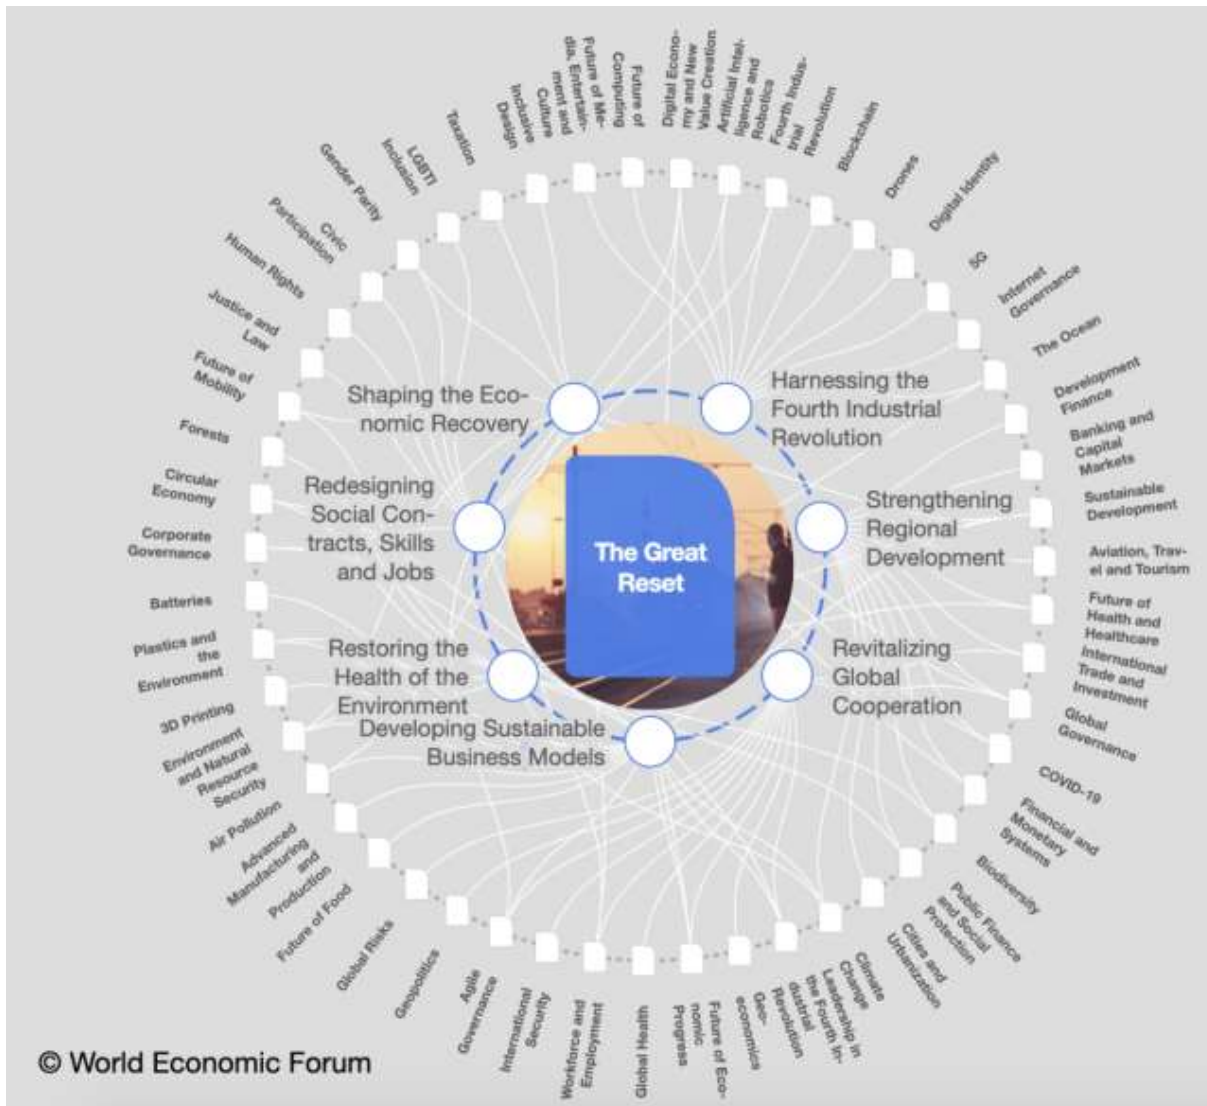 Digital Econo-
my and New
Value Creation
Artificial Intel-
ligence and
Robotics
Fourth Indus-
trial
Revolution
Blockchain
Drones
Digital Identity
5G
Internet
Governance
The Ocean
Development
Finance
Banking and
Capital
Markets
Sustainable
Development
Aviation, Trav-
el and Tourism
Future of
Health and
Healthcare
International
Trade and
Investment
Global
Governance
COVID-19
Financial and
Monetary
Systems
Biodiversity
Public Finance
and Social
Protection
Cities and
Urbanization
Climate
Change
Leadership in
the Fourth In-
dustrial
Revolution
Geo-
economics
Future of Eco-
nomic
Progress
Global Health
Workforce and
Employment
International
Security
Agile
Governance
Geopolitics
Global Risks
Future of Food
Advanced
Manufacturing
and
Production
Air Pollution
Environment
and Natural
Resource
Security
3D Printing
Plastics and
the
Environment
Batteries
Corporate
Governance
Circular
Economy
Forests
Future of
Mobility
Justice and
Law
Human Rights
Civic
Participation
Gender Parity
LGBTI
Inclusion
Taxation
Inclusive
Design
Future of Me-
dia, Entertain-
ment and
Culture
Future of
Computing
Shaping the Eco-
nomic Recovery
Harnessing the
Fourth Industrial
Revolution
Redesigning
Social Con-
tracts, Skills
and Jobs
Strengthening
Regional
Development
The Great
Reset
Restoring the
Health of the
Environment
Revitalizing
Global
Cooperation
Developing Sustainable
Business Models
© World Economic Forum